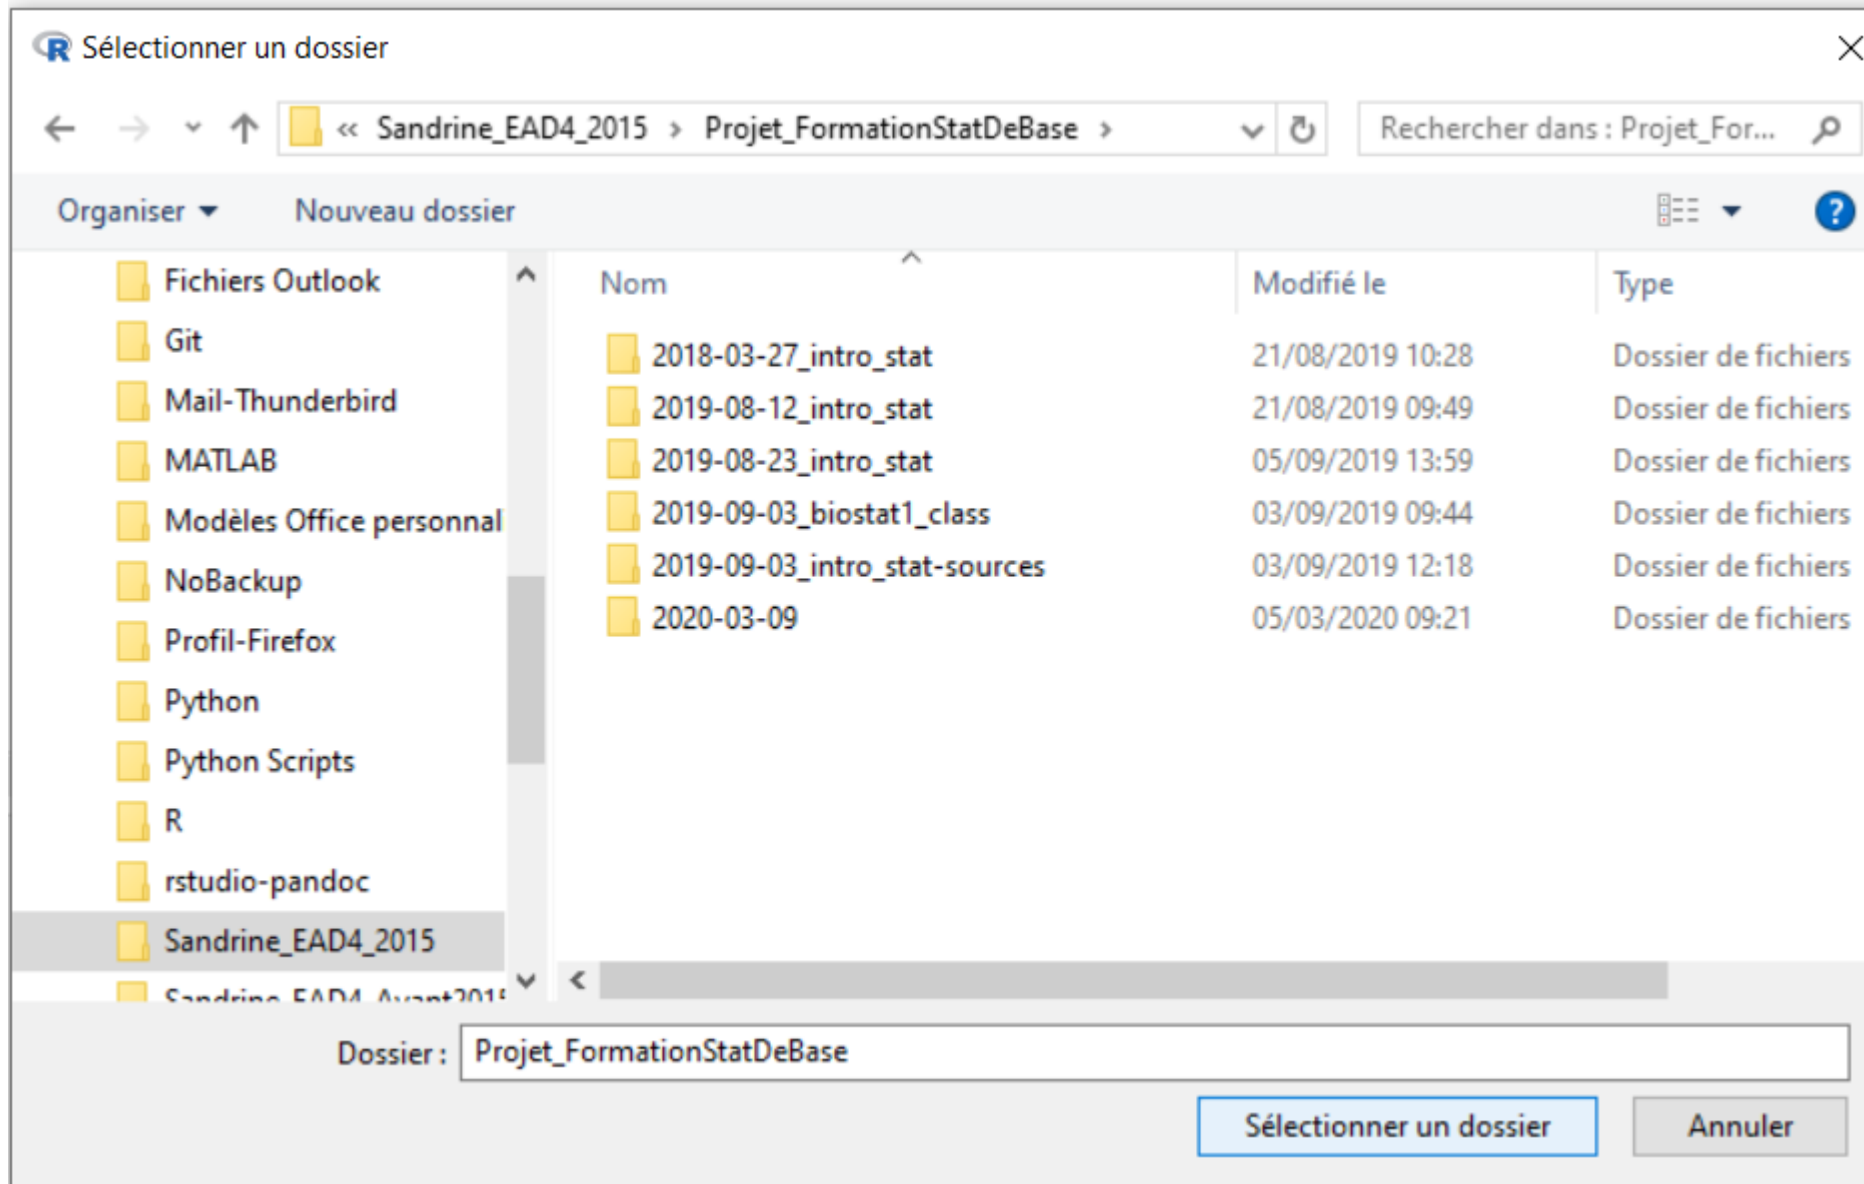 Sélectionner un dossier
« Sandrine_EAD4_2015 > Projet_FormationStatDeBase > Rechercher dans : Projet_For...
Organiser Nouveau dossier
Nom Modifié le Type
Fichiers Outlook
Git
Mail-Thunderbird
MATLAB
Modèles Office personnal
NoBackup
Profil-Firefox
Python
Python Scripts
R
rstudio-pandoc
Sandrine_EAD4_2015
Sandrine_EAD4_Avant2015
2018-03-27_intro_stat 21/08/2019 10:28 Dossier de fichiers
2019-08-12_intro_stat 21/08/2019 09:49 Dossier de fichiers
2019-08-23_intro_stat 05/09/2019 13:59 Dossier de fichiers
2019-09-03_biostat1_class 03/09/2019 09:44 Dossier de fichiers
2019-09-03_intro_stat-sources 03/09/2019 12:18 Dossier de fichiers
2020-03-09 05/03/2020 09:21 Dossier de fichiers
Dossier : Projet_FormationStatDeBase
Sélectionner un dossier Annuler